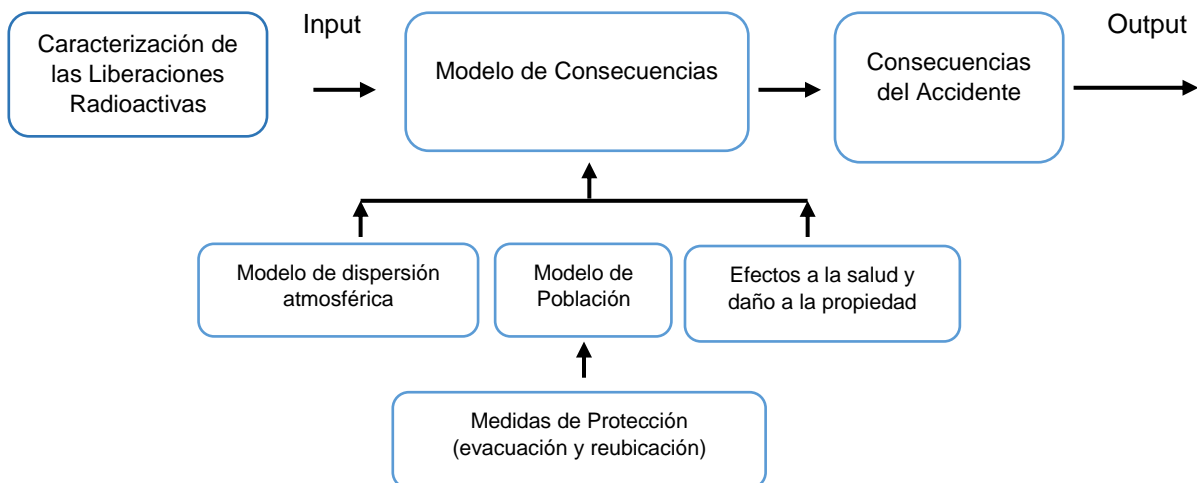 Caracterización de
las Liberaciones
Radioactivas
Input
Modelo de Consecuencias
Consecuencias
del Accidente
Output
Modelo de dispersión
atmosférica
Modelo de
Población
Efectos a la salud y
daño a la propiedad
Medidas de Protección
(evacuación y reubicación)